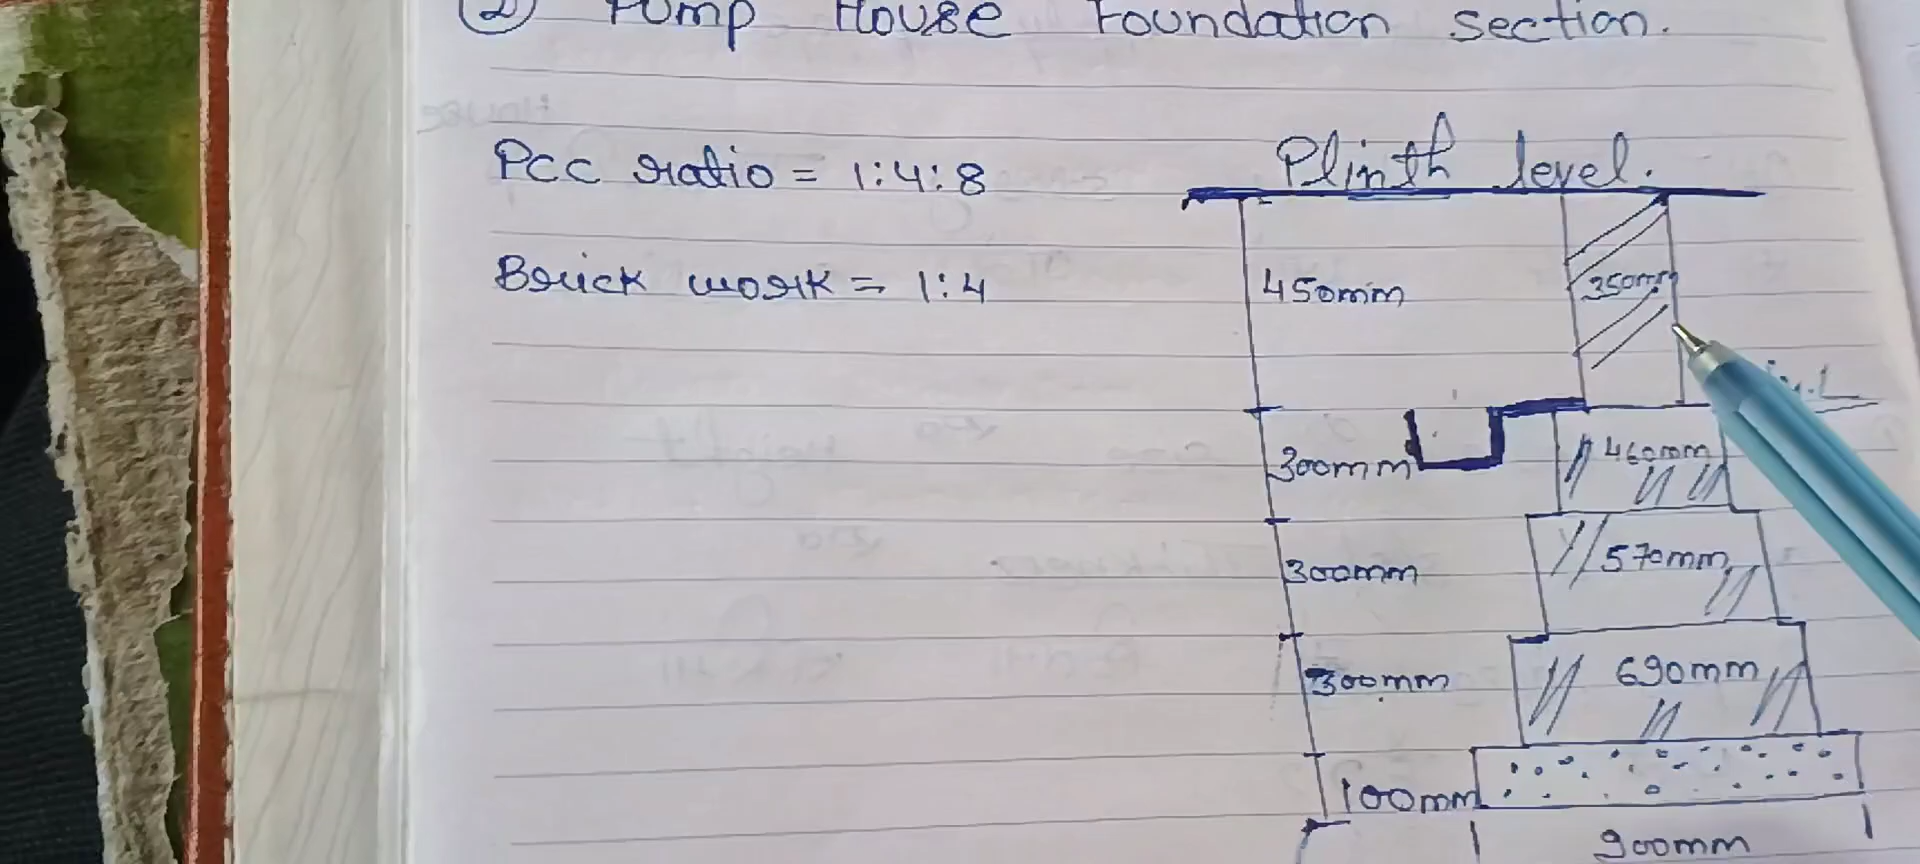 ② Pump House Foundation section.
Pcc ratio = 1:4:8
Plinth level.
Brick work = 1:4
450mm
350mm
300mm
460mm
300mm
570mm
300mm
690mm
100mm
900mm